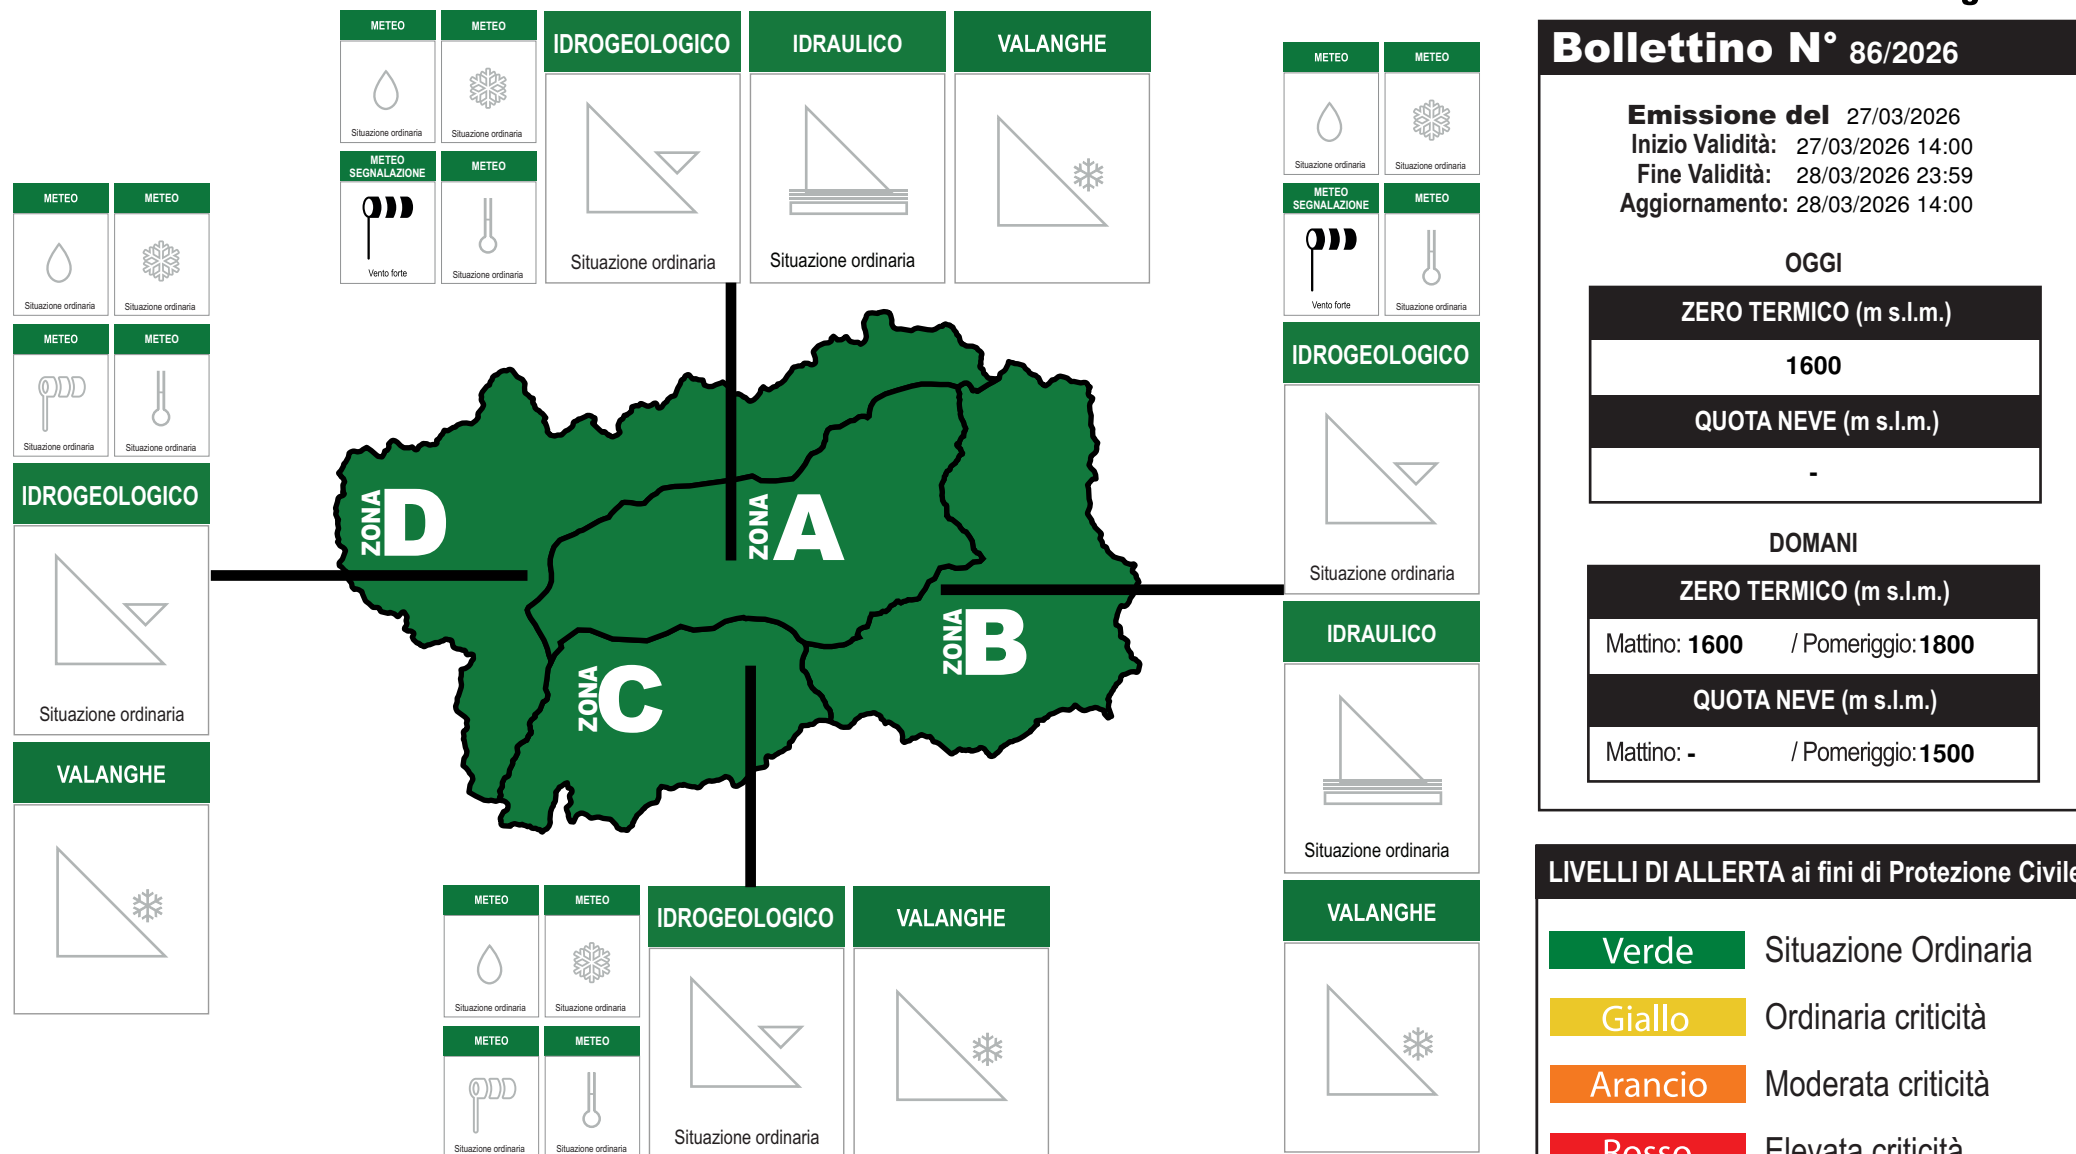 METEO
METEO
Situazione ordinaria
Situazione ordinaria
METEO SEGNALAZIONE
METEO
Vento forte
Situazione ordinaria
IDROGEOLOGICO
Situazione ordinaria
IDRAULICO
Situazione ordinaria
VALANGHE
METEO
METEO
Situazione ordinaria
Situazione ordinaria
METEO
METEO
Situazione ordinaria
Situazione ordinaria
IDROGEOLOGICO
Situazione ordinaria
VALANGHE
ZONA D
ZONA A
ZONA B
ZONA C
METEO
METEO
Situazione ordinaria
Situazione ordinaria
METEO SEGNALAZIONE
METEO
Vento forte
Situazione ordinaria
IDROGEOLOGICO
Situazione ordinaria
IDRAULICO
Situazione ordinaria
VALANGHE
METEO
METEO
Situazione ordinaria
Situazione ordinaria
METEO
METEO
Situazione ordinaria
Situazione ordinaria
IDROGEOLOGICO
Situazione ordinaria
VALANGHE
Bollettino N° 86/2026
Emissione del 27/03/2026
Inizio Validità: 27/03/2026 14:00
Fine Validità: 28/03/2026 23:59
Aggiornamento: 28/03/2026 14:00
OGGI
ZERO TERMICO (m s.l.m.)
1600
QUOTA NEVE (m s.l.m.)
-
DOMANI
ZERO TERMICO (m s.l.m.)
Mattino: 1600 / Pomeriggio: 1800
QUOTA NEVE (m s.l.m.)
Mattino: - / Pomeriggio: 1500
LIVELLI DI ALLERTA ai fini di Protezione Civile
Verde Situazione Ordinaria
Giallo Ordinaria criticità
Arancio Moderata criticità
Rosso Elevata criticità